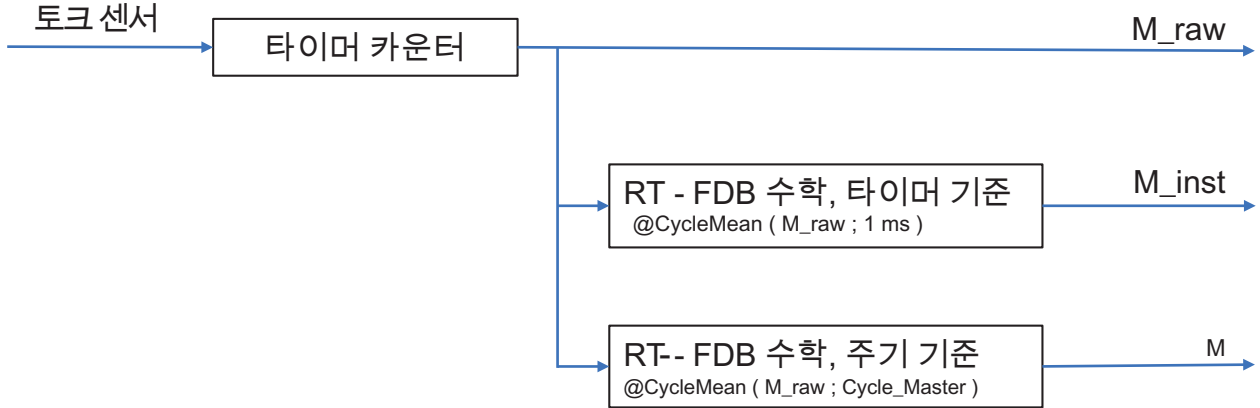 토크 센서
타이머 카운터
M_raw
RT - FDB 수학, 타이머 기준
@CycleMean ( M_raw ; 1 ms )
M_inst
RT-- FDB 수학, 주기 기준
@CycleMean ( M_raw ; Cycle_Master )
M